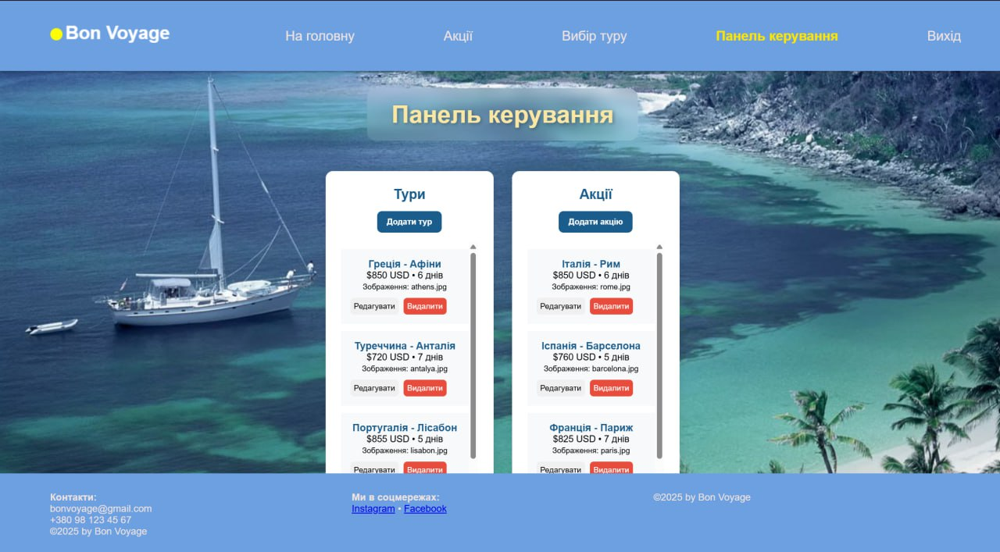 Bon Voyage
На головну
Акції
Вибір туру
Панель керування
Вихід
Панель керування
Тури
Додати тур
Греція - Афіни
$850 USD • 6 днів
Зображення: athens.jpg
Редагувати Видалити
Туреччина - Анталія
$720 USD • 7 днів
Зображення: antalya.jpg
Редагувати Видалити
Португалія - Лісабон
$855 USD • 5 днів
Зображення: lisabon.jpg
Редагувати Видалити
Акції
Додати акцію
Італія - Рим
$850 USD • 6 днів
Зображення: rome.jpg
Редагувати Видалити
Іспанія - Барселона
$760 USD • 5 днів
Зображення: barcelona.jpg
Редагувати Видалити
Франція - Париж
$825 USD • 7 днів
Зображення: paris.jpg
Редагувати Видалити
Контакти:
bonvoyage@gmail.com
+380 98 123 45 67
©2025 by Bon Voyage
Ми в соцмережах:
Instagram • Facebook
©2025 by Bon Voyage